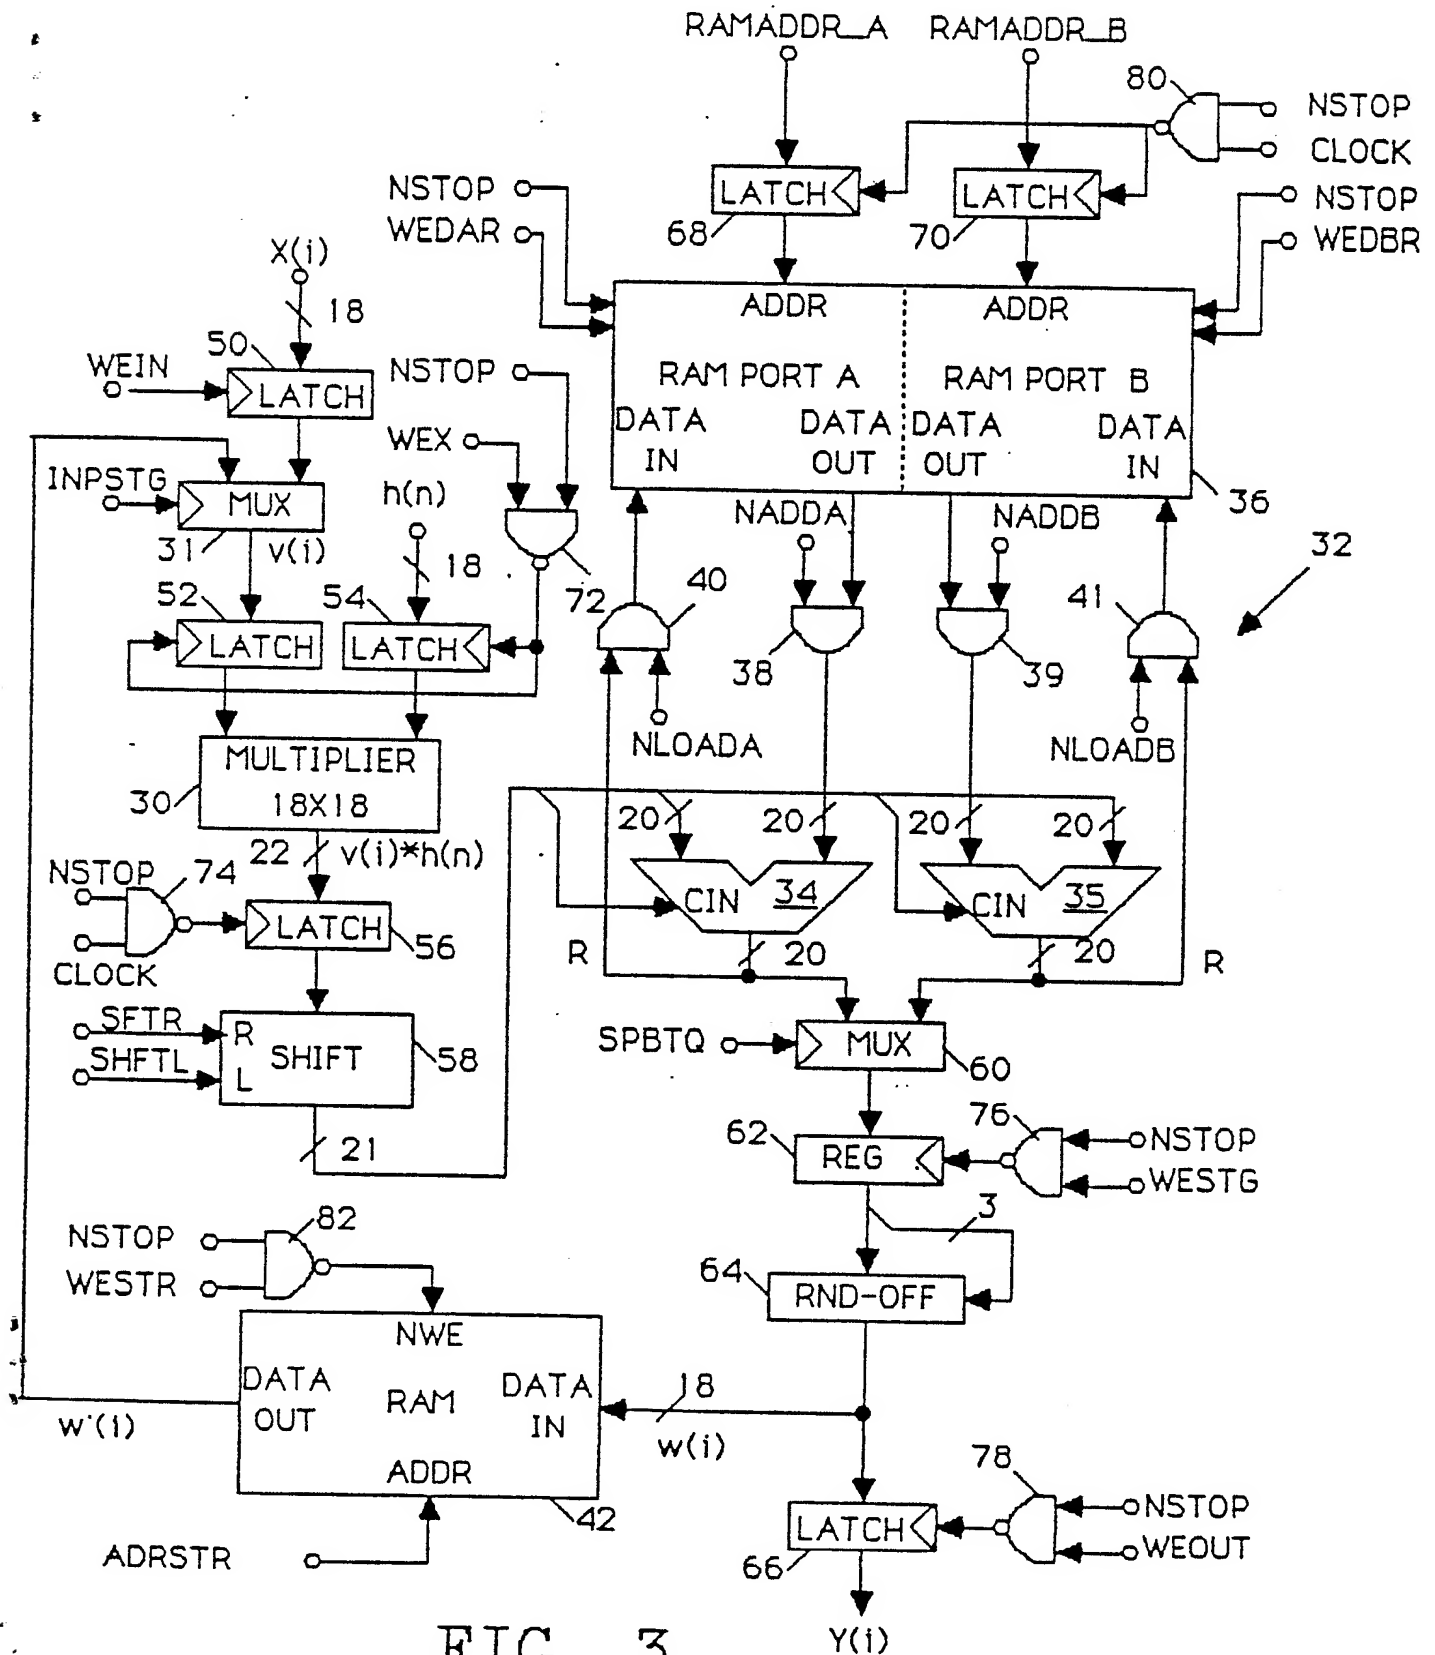 RAMADDR_A
RAMADDR_B
80
NSTOP
CLOCK
NSTOP
WEDAR
LATCH
68
LATCH
70
NSTOP
WEDBR
X(i)
18
50
WEIN
LATCH
NSTOP
WEX
ADDR
ADDR
RAM PORT A
RAM PORT B
DATA IN
DATA OUT
DATA OUT
DATA IN
36
INPSTG
MUX
31
v(i)
h(n)
18
72
NADDA
NADDB
32
52
LATCH
54
LATCH
40
38
39
41
NLOADA
NLOADB
MULTIPLIER
18X18
30
22
v(i)*h(n)
20
20
20
20
CIN
34
CIN
35
NSTOP
74
CLOCK
LATCH
56
R
20
20
R
SFTR
SHFTL
R
L
SHIFT
58
SPBTQ
MUX
60
21
62
REG
76
NSTOP
WESTG
3
NSTOP
WESTR
82
64
RND-OFF
NWE
DATA OUT
RAM
DATA IN
ADDR
42
w'(i)
18
w(i)
ADRSTR
LATCH
66
78
NSTOP
WEOUT
Y(i)
FIG. 3